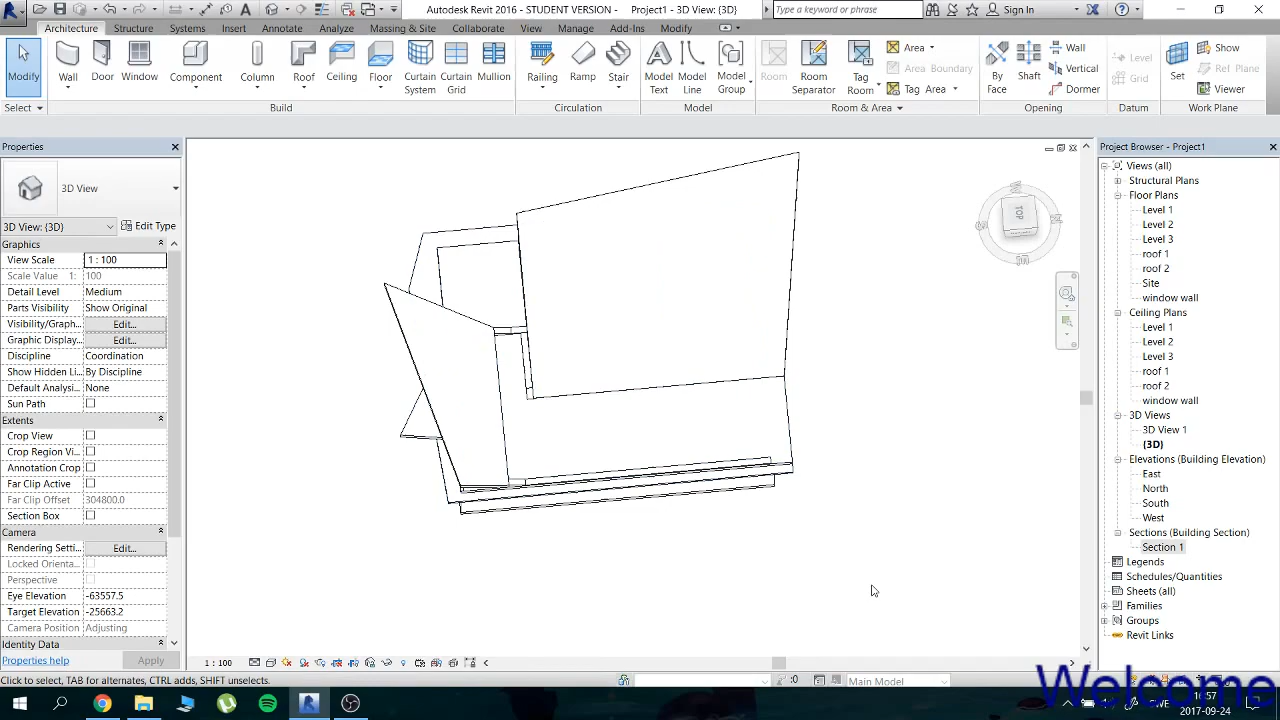 Autodesk Revit 2016 - STUDENT VERSION - Project1 - 3D View: {3D}
Type a keyword or phrase
Sign In
Architecture Structure Systems Insert Annotate Analyze Massing & Site Collaborate View Manage Add-Ins Modify
Modify Wall Door Window Component Column Roof Ceiling Floor Curtain System Curtain Grid Mullion Railing Ramp Stair Model Text Model Line Model Group Room Room Separator Tag Room
Area
Area Boundary
Tag Area
By Face Shaft
Wall
Vertical
Dormer
Level
Grid
Set
Show
Ref Plane
Viewer
Select Build Circulation Model Room & Area Opening Datum Work Plane
Properties
3D View
3D View: {3D} Edit Type
Graphics
View Scale 1 : 100
Scale Value 1: 100
Detail Level Medium
Parts Visibility Show Original
Visibility/Graph... Edit...
Graphic Display... Edit...
Discipline Coordination
Show Hidden Li... By Discipline
Default Analysi... None
Sun Path
Extents
Crop View
Crop Region Vi...
Annotation Crop
Far Clip Active
Far Clip Offset 304800.0
Section Box
Camera
Rendering Setti... Edit...
Locked Orienta...
Perspective
Eye Elevation -63557.5
Target Elevation -25663.2
Camera Position Adjusting
Identity Data
Properties help Apply
TOP
Project Browser - Project1
Views (all)
Structural Plans
Floor Plans
Level 1
Level 2
Level 3
roof 1
roof 2
Site
window wall
Ceiling Plans
Level 1
Level 2
Level 3
roof 1
roof 2
window wall
3D Views
3D View 1
{3D}
Elevations (Building Elevation)
East
North
South
West
Sections (Building Section)
Section 1
Legends
Schedules/Quantities
Sheets (all)
Families
Groups
Revit Links
1 : 100
Click to select, TAB for alternates, CTRL adds, SHIFT unselects.
:0
Main Model
Welcome
SWE
16:57
2017-09-24